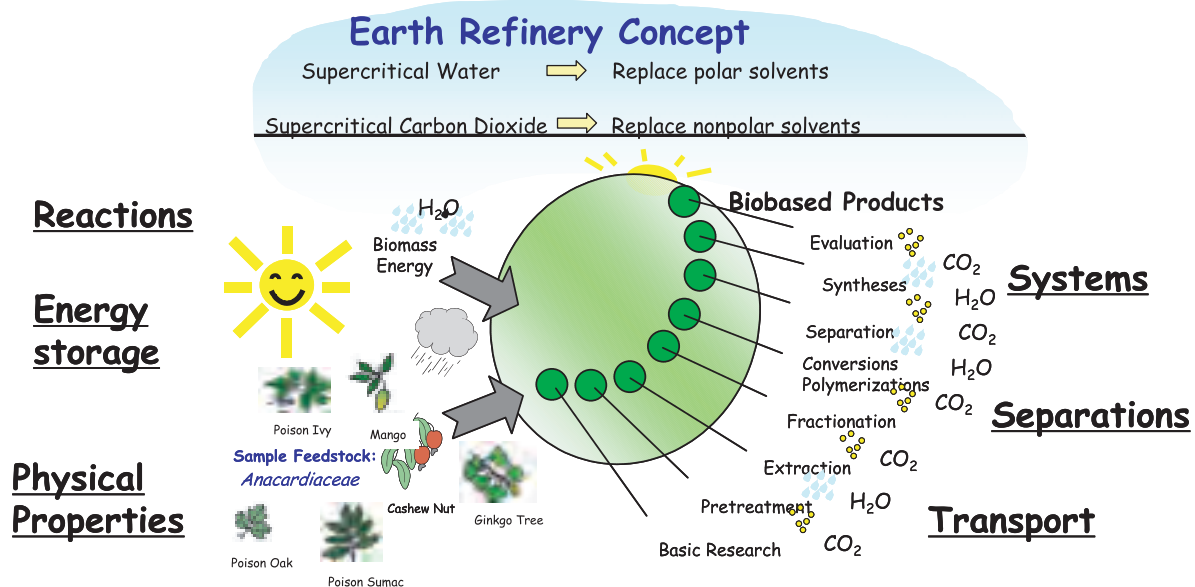 Earth Refinery Concept
Supercritical Water
Replace polar solvents
Supercritical Carbon Dioxide
Replace nonpolar solvents
Reactions
Energy
storage
Physical
Properties
H₂O
Biomass
Energy
Poison Ivy
Mango
Sample Feedstock:
Anacardiaceae
Cashew Nut
Ginkgo Tree
Poison Oak
Poison Sumac
Biobased Products
Evaluation
CO₂
Syntheses
H₂O
Separation
CO₂
Conversions
Polymerizations
H₂O
CO₂
Fractionation
CO₂
Extraction
H₂O
Pretreatment
CO₂
Basic Research
Systems
Separations
Transport